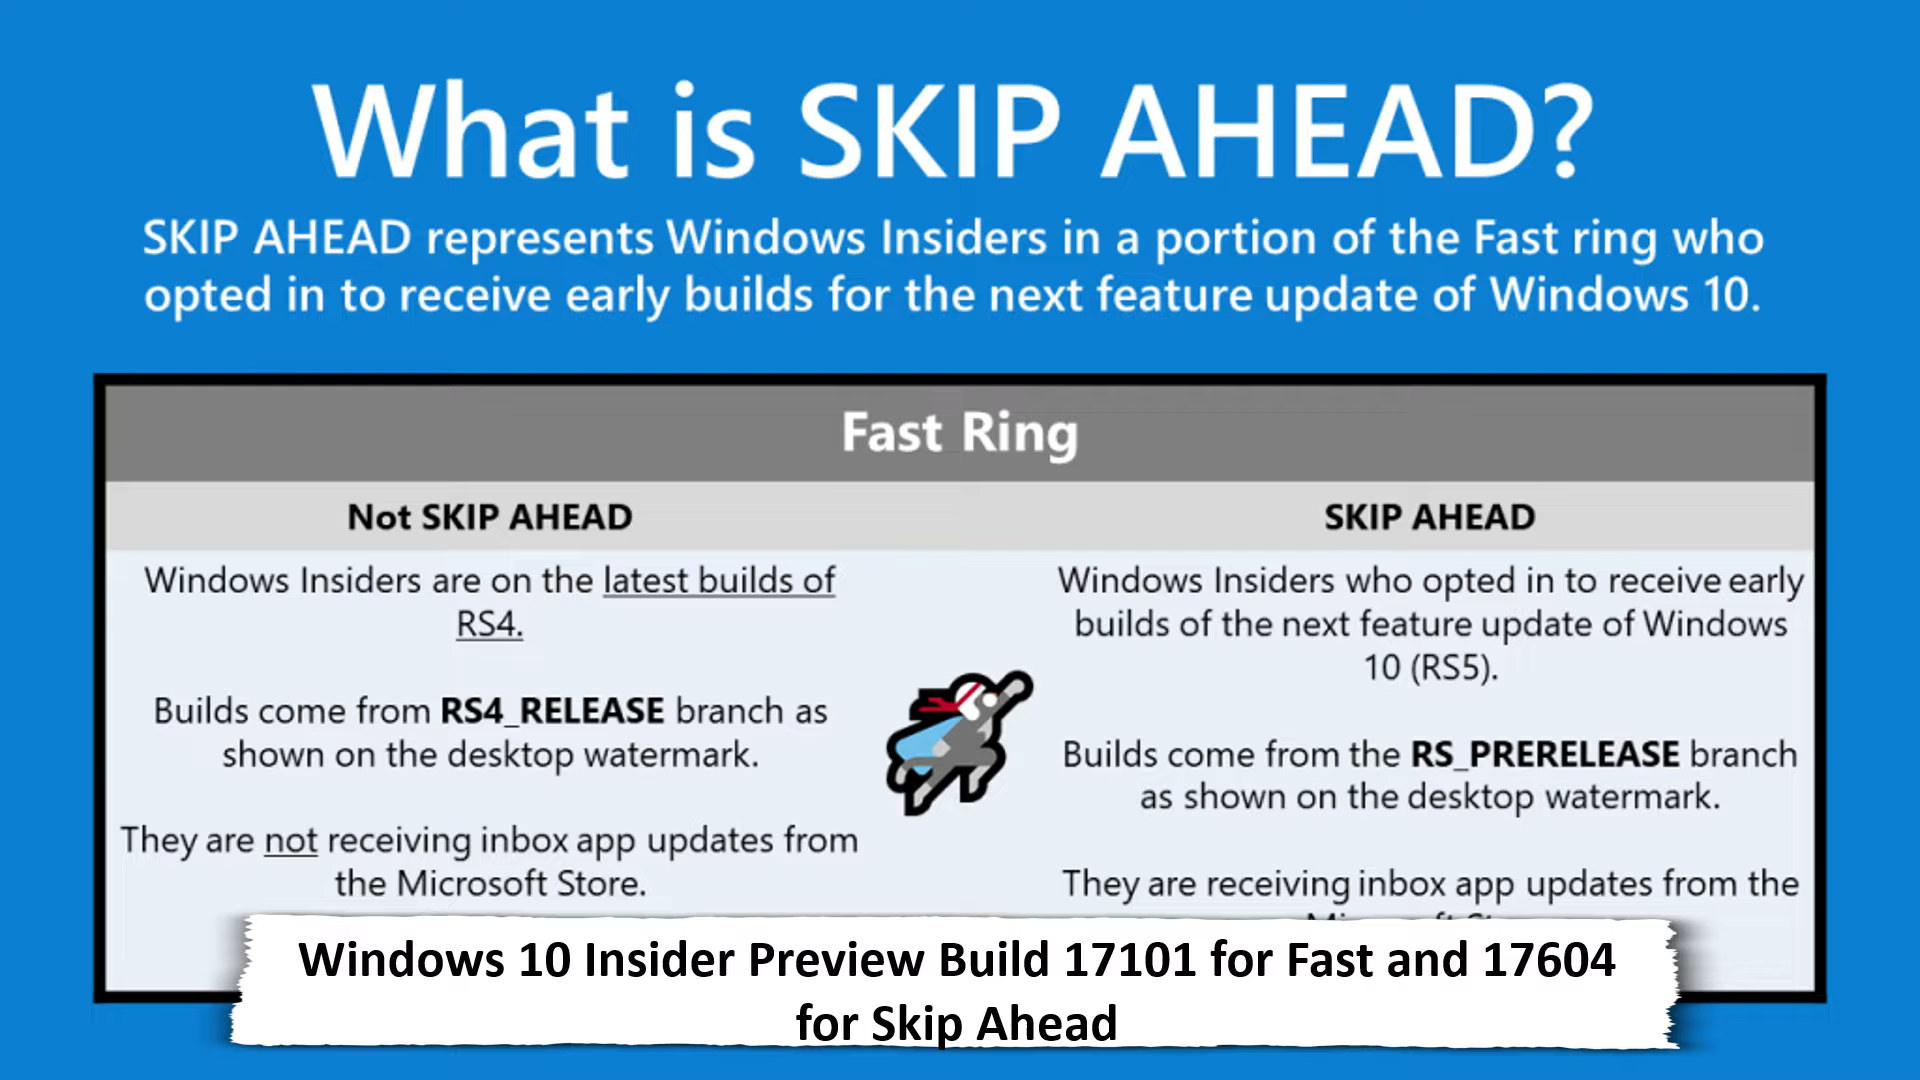 What is SKIP AHEAD?
SKIP AHEAD represents Windows Insiders in a portion of the Fast ring who
opted in to receive early builds for the next feature update of Windows 10.
Fast Ring
Not SKIP AHEAD
Windows Insiders are on the latest builds of
RS4.
Builds come from RS4_RELEASE branch as
shown on the desktop watermark.
They are not receiving inbox app updates from
the Microsoft Store.
SKIP AHEAD
Windows Insiders who opted in to receive early
builds of the next feature update of Windows
10 (RS5).
Builds come from the RS_PRERELEASE branch
as shown on the desktop watermark.
They are receiving inbox app updates from the
Windows 10 Insider Preview Build 17101 for Fast and 17604
for Skip Ahead